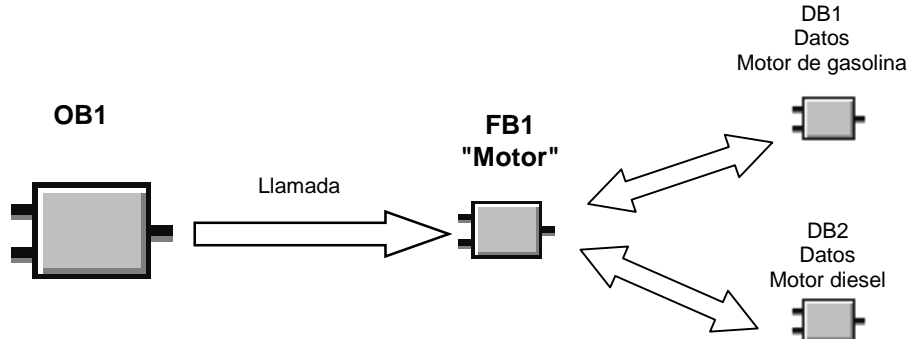 OB1
Llamada
FB1
"Motor"
DB1
Datos
Motor de gasolina
DB2
Datos
Motor diesel